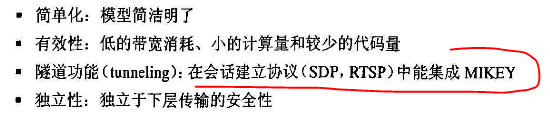 ▪ 简单化：模型简洁明了
▪ 有效性：低的带宽消耗、小的计算量和较少的代码量
▪ 隧道功能(tunneling)：在会话建立协议(SDP，RTSP)中能集成 MIKEY
▪ 独立性：独立于下层传输的安全性